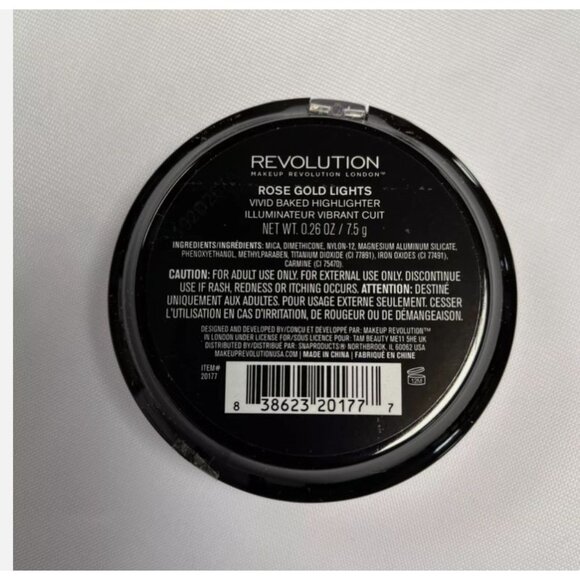 REVOLUTION
MAKEUP REVOLUTION LONDON™
ROSE GOLD LIGHTS
VIVID BAKED HIGHLIGHTER
ILLUMINATEUR VIBRANT CUIT
NET WT. 0.26 OZ / 7.5 g
INGREDIENTS/INGRÉDIENTS: MICA, DIMETHICONE, NYLON-12, MAGNESIUM ALUMINUM SILICATE,
PHENOXYETHANOL, METHYLPARABEN, TITANIUM DIOXIDE (CI 77891), IRON OXIDES (CI 77491),
CARMINE (CI 75470).
CAUTION: FOR ADULT USE ONLY. FOR EXTERNAL USE ONLY. DISCONTINUE
USE IF RASH, REDNESS OR ITCHING OCCURS. ATTENTION: DESTINÉ
UNIQUEMENT AUX ADULTES. POUR USAGE EXTERNE SEULEMENT. CESSER
L'UTILISATION EN CAS D'IRRITATION, DE ROUGEUR OU DE DÉMANGEAISON.
DESIGNED AND DEVELOPED BY/CONÇU ET DÉVELOPPÉ PAR: MAKEUP REVOLUTION™
IN LONDON UNDER LICENSE FOR/SOUS LICENCE POUR: TAM BEAUTY ME11 5HE UK
DISTRIBUTED BY/DISTRIBUÉ PAR: SNAPRODUCTS® NORTHBROOK, IL 60062 USA
MAKEUPREVOLUTIONUSA.COM | MADE IN CHINA | FABRIQUÉ EN CHINE
ITEM#
20177
12M
8 38623 20177 7